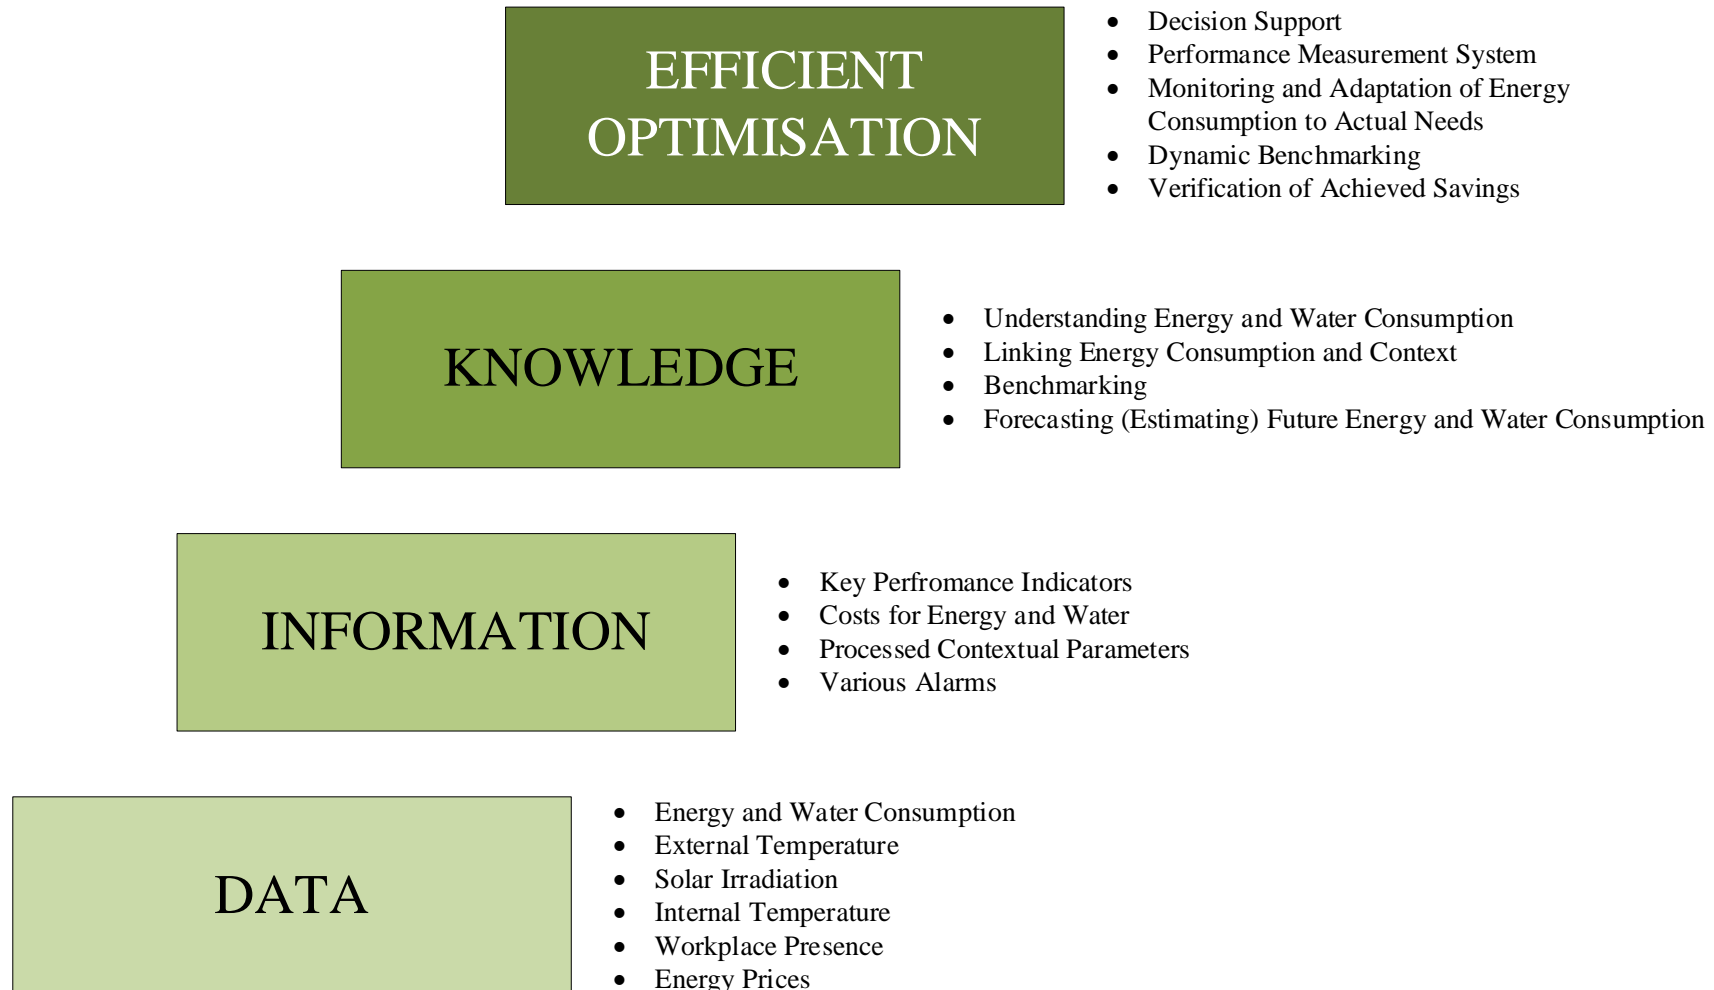 EFFICIENT
OPTIMISATION
• Decision Support
• Performance Measurement System
• Monitoring and Adaptation of Energy
Consumption to Actual Needs
• Dynamic Benchmarking
• Verification of Achieved Savings
KNOWLEDGE
• Understanding Energy and Water Consumption
• Linking Energy Consumption and Context
• Benchmarking
• Forecasting (Estimating) Future Energy and Water Consumption
INFORMATION
• Key Perfromance Indicators
• Costs for Energy and Water
• Processed Contextual Parameters
• Various Alarms
DATA
• Energy and Water Consumption
• External Temperature
• Solar Irradiation
• Internal Temperature
• Workplace Presence
• Energy Prices